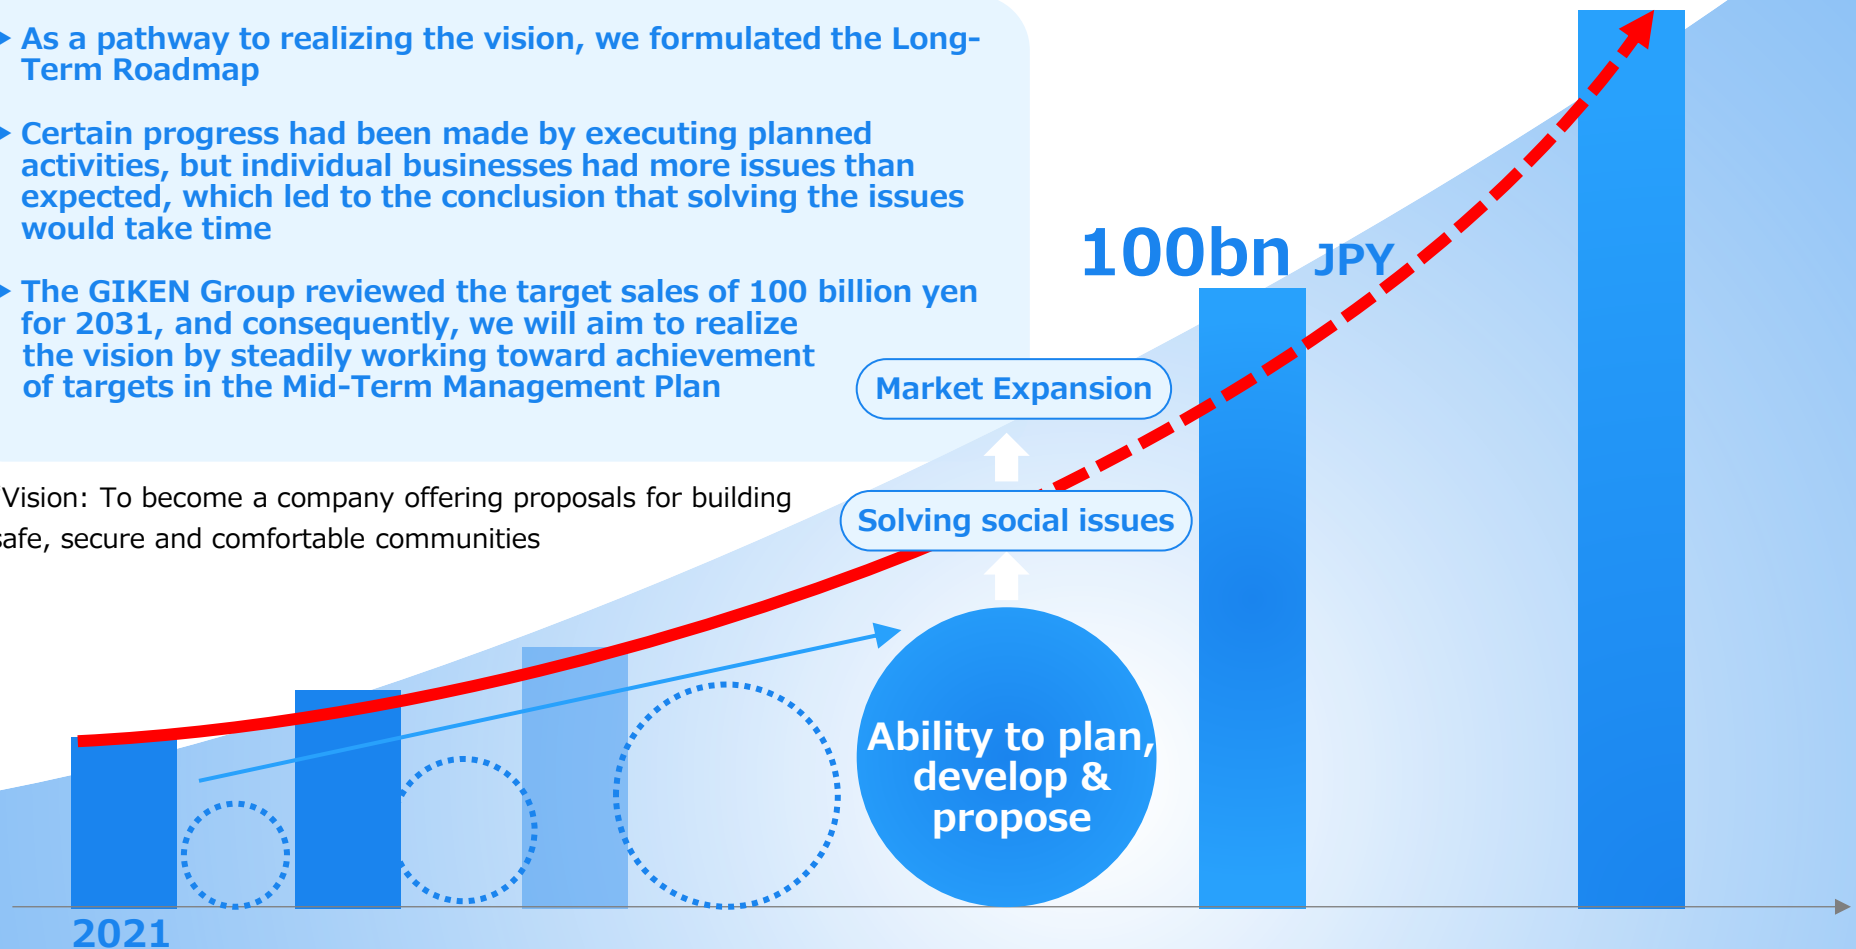 As a pathway to realizing the vision, we formulated the Long-
Term Roadmap
Certain progress had been made by executing planned
activities, but individual businesses had more issues than
expected, which led to the conclusion that solving the issues
would take time
The GIKEN Group reviewed the target sales of 100 billion yen
for 2031, and consequently, we will aim to realize
the vision by steadily working toward achievement
of targets in the Mid-Term Management Plan
Vision: To become a company offering proposals for building
safe, secure and comfortable communities
100bn JPY
Market Expansion
Solving social issues
Ability to plan,
develop &
propose
2021